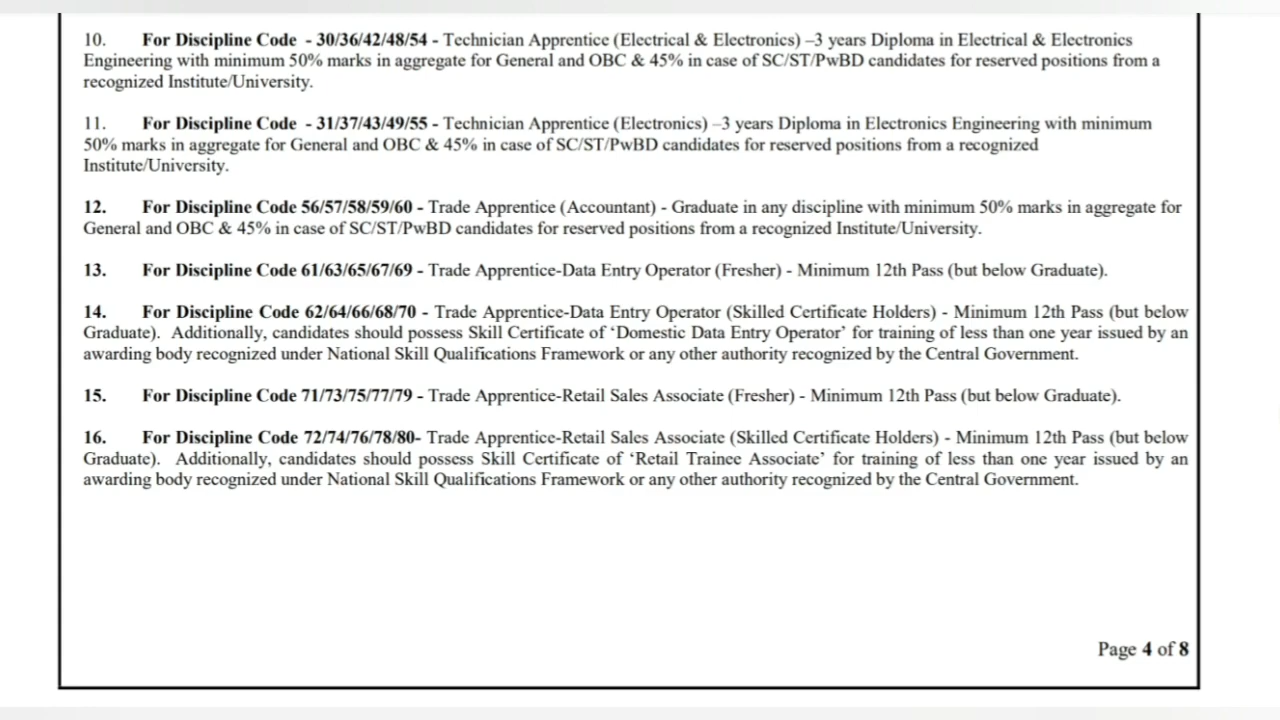 10. For Discipline Code - 30/36/42/48/54 - Technician Apprentice (Electrical & Electronics) –3 years Diploma in Electrical & Electronics
Engineering with minimum 50% marks in aggregate for General and OBC & 45% in case of SC/ST/PwBD candidates for reserved positions from a
recognized Institute/University.
11. For Discipline Code - 31/37/43/49/55 - Technician Apprentice (Electronics) –3 years Diploma in Electronics Engineering with minimum
50% marks in aggregate for General and OBC & 45% in case of SC/ST/PwBD candidates for reserved positions from a recognized
Institute/University.
12. For Discipline Code 56/57/58/59/60 - Trade Apprentice (Accountant) - Graduate in any discipline with minimum 50% marks in aggregate for
General and OBC & 45% in case of SC/ST/PwBD candidates for reserved positions from a recognized Institute/University.
13. For Discipline Code 61/63/65/67/69 - Trade Apprentice-Data Entry Operator (Fresher) - Minimum 12th Pass (but below Graduate).
14. For Discipline Code 62/64/66/68/70 - Trade Apprentice-Data Entry Operator (Skilled Certificate Holders) - Minimum 12th Pass (but below
Graduate). Additionally, candidates should possess Skill Certificate of ‘Domestic Data Entry Operator’ for training of less than one year issued by an
awarding body recognized under National Skill Qualifications Framework or any other authority recognized by the Central Government.
15. For Discipline Code 71/73/75/77/79 - Trade Apprentice-Retail Sales Associate (Fresher) - Minimum 12th Pass (but below Graduate).
16. For Discipline Code 72/74/76/78/80- Trade Apprentice-Retail Sales Associate (Skilled Certificate Holders) - Minimum 12th Pass (but below
Graduate). Additionally, candidates should possess Skill Certificate of ‘Retail Trainee Associate’ for training of less than one year issued by an
awarding body recognized under National Skill Qualifications Framework or any other authority recognized by the Central Government.
Page 4 of 8